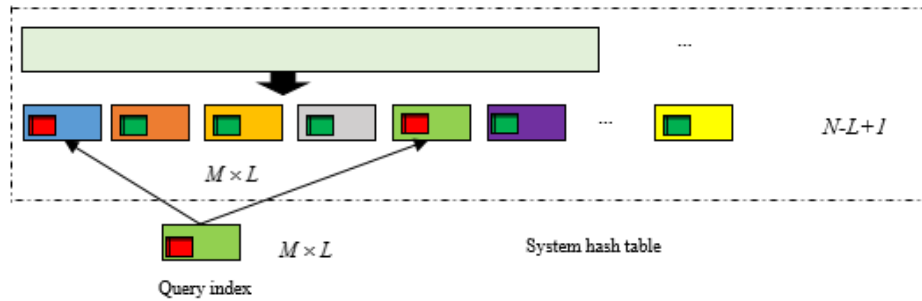 ...
...
N-L+1
M × L
M × L
System hash table
Query index